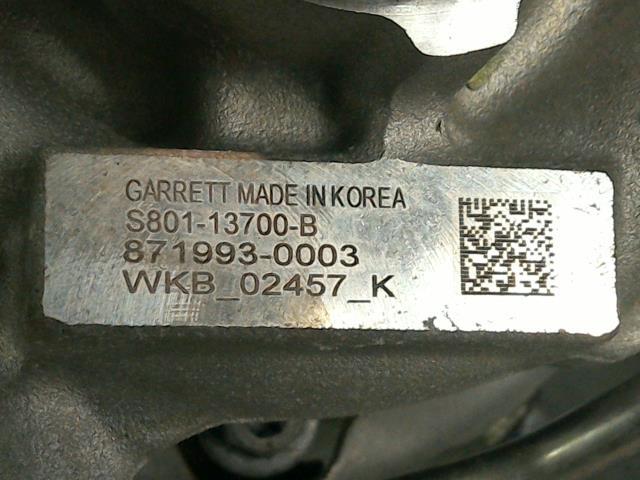 GARRETT MADE IN KOREA
S801-13700-B
871993-0003
WKB_02457_K